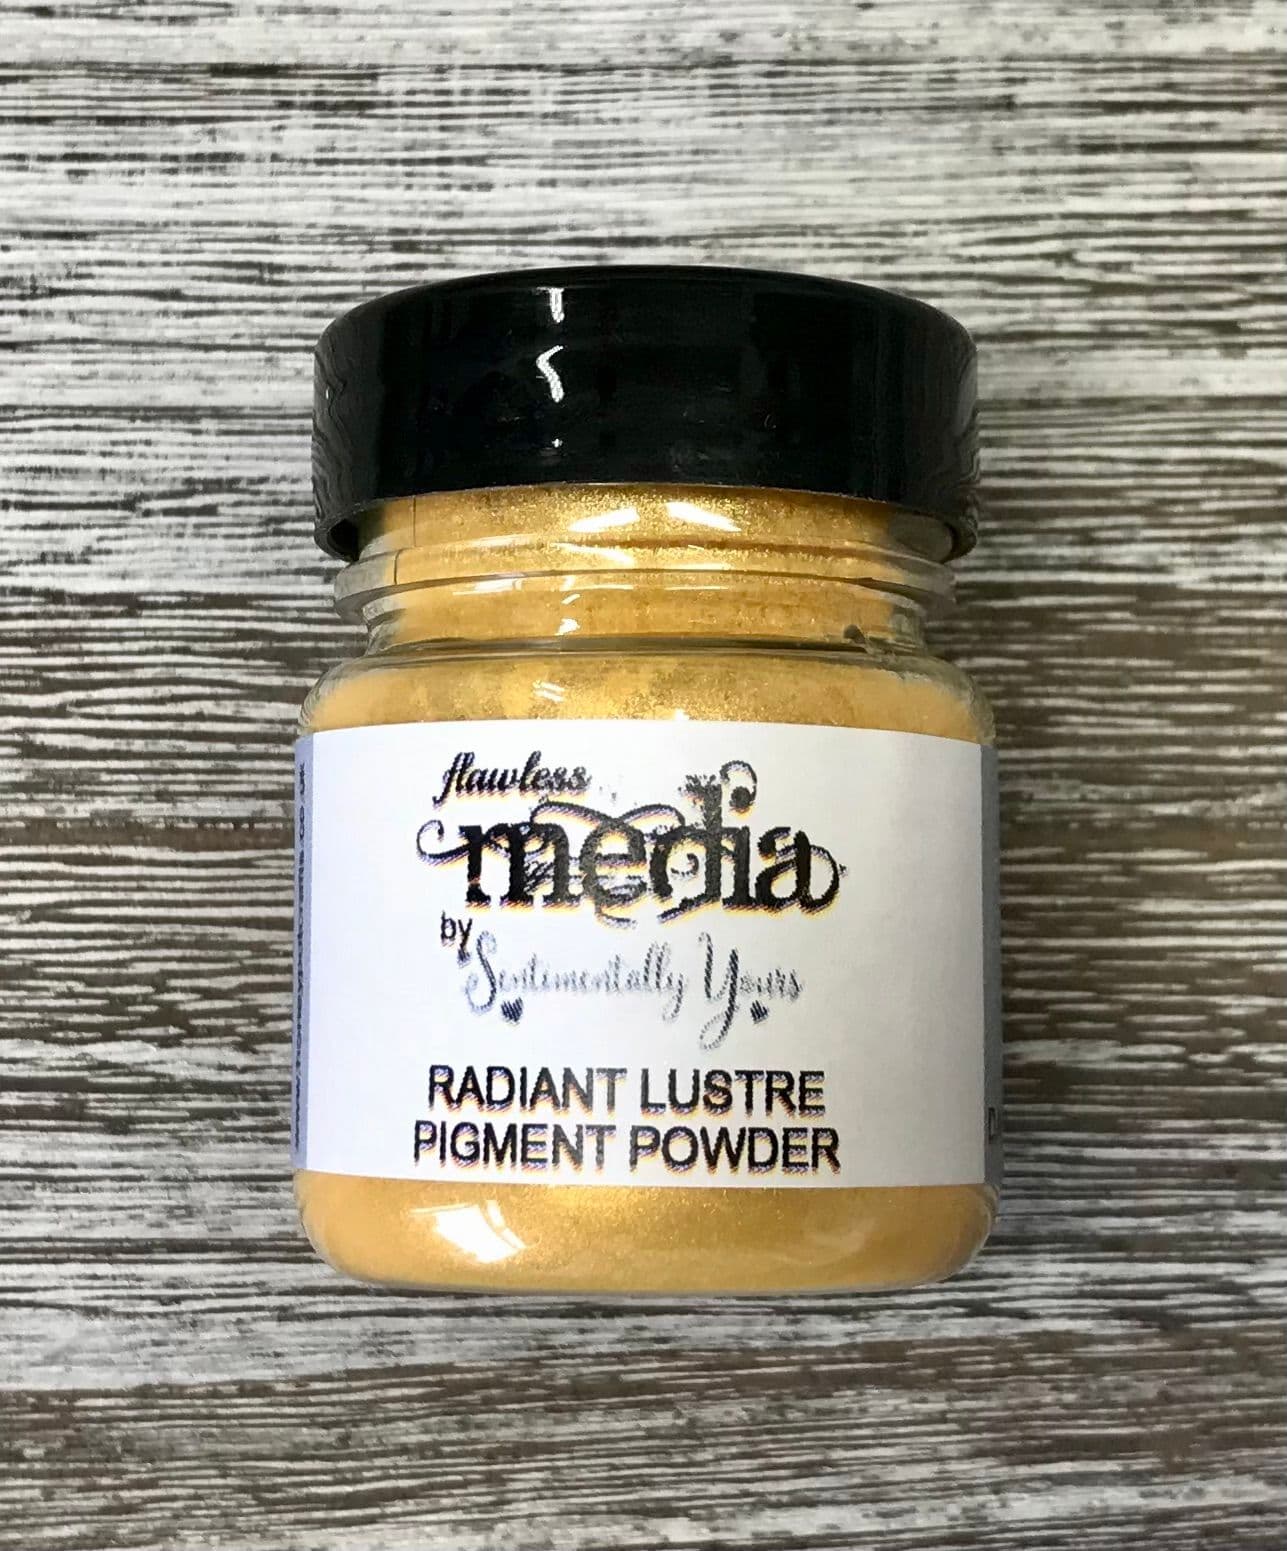 flawless
media
by
Sentimentally Yours
RADIANT LUSTRE
PIGMENT POWDER